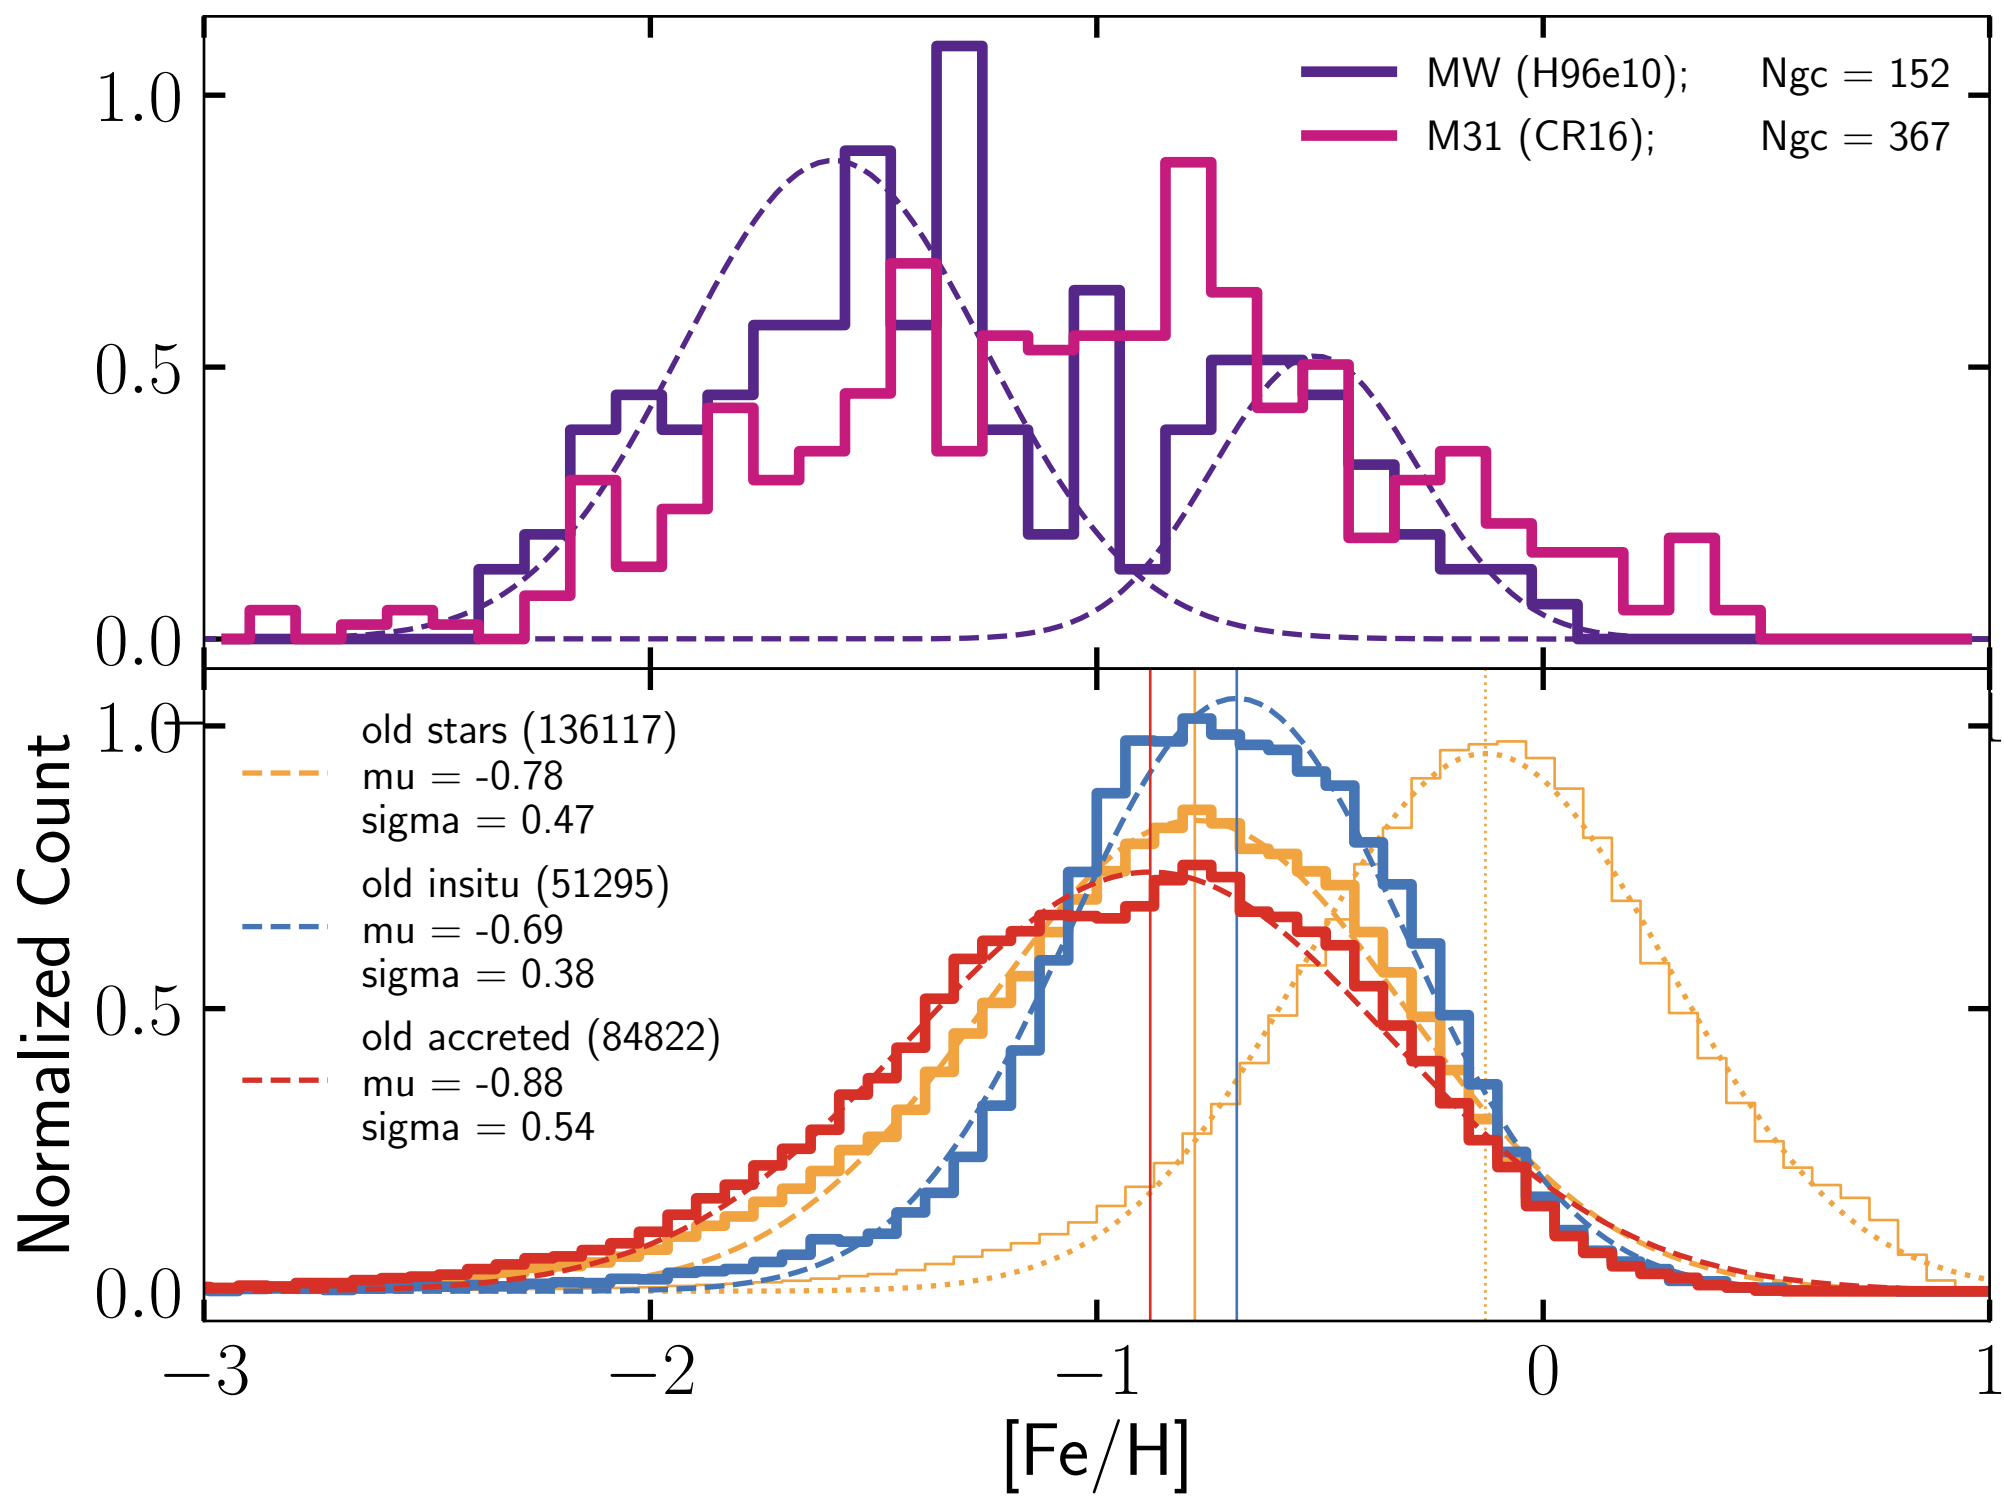 1.0
0.5
0.0
MW (H96e10); Ngc = 152
M31 (CR16); Ngc = 367
Normalized Count
1.0
0.5
0.0
old stars (136117)
mu = -0.78
sigma = 0.47
old insitu (51295)
mu = -0.69
sigma = 0.38
old accreted (84822)
mu = -0.88
sigma = 0.54
−3 −2 −1 0 1
[Fe/H]